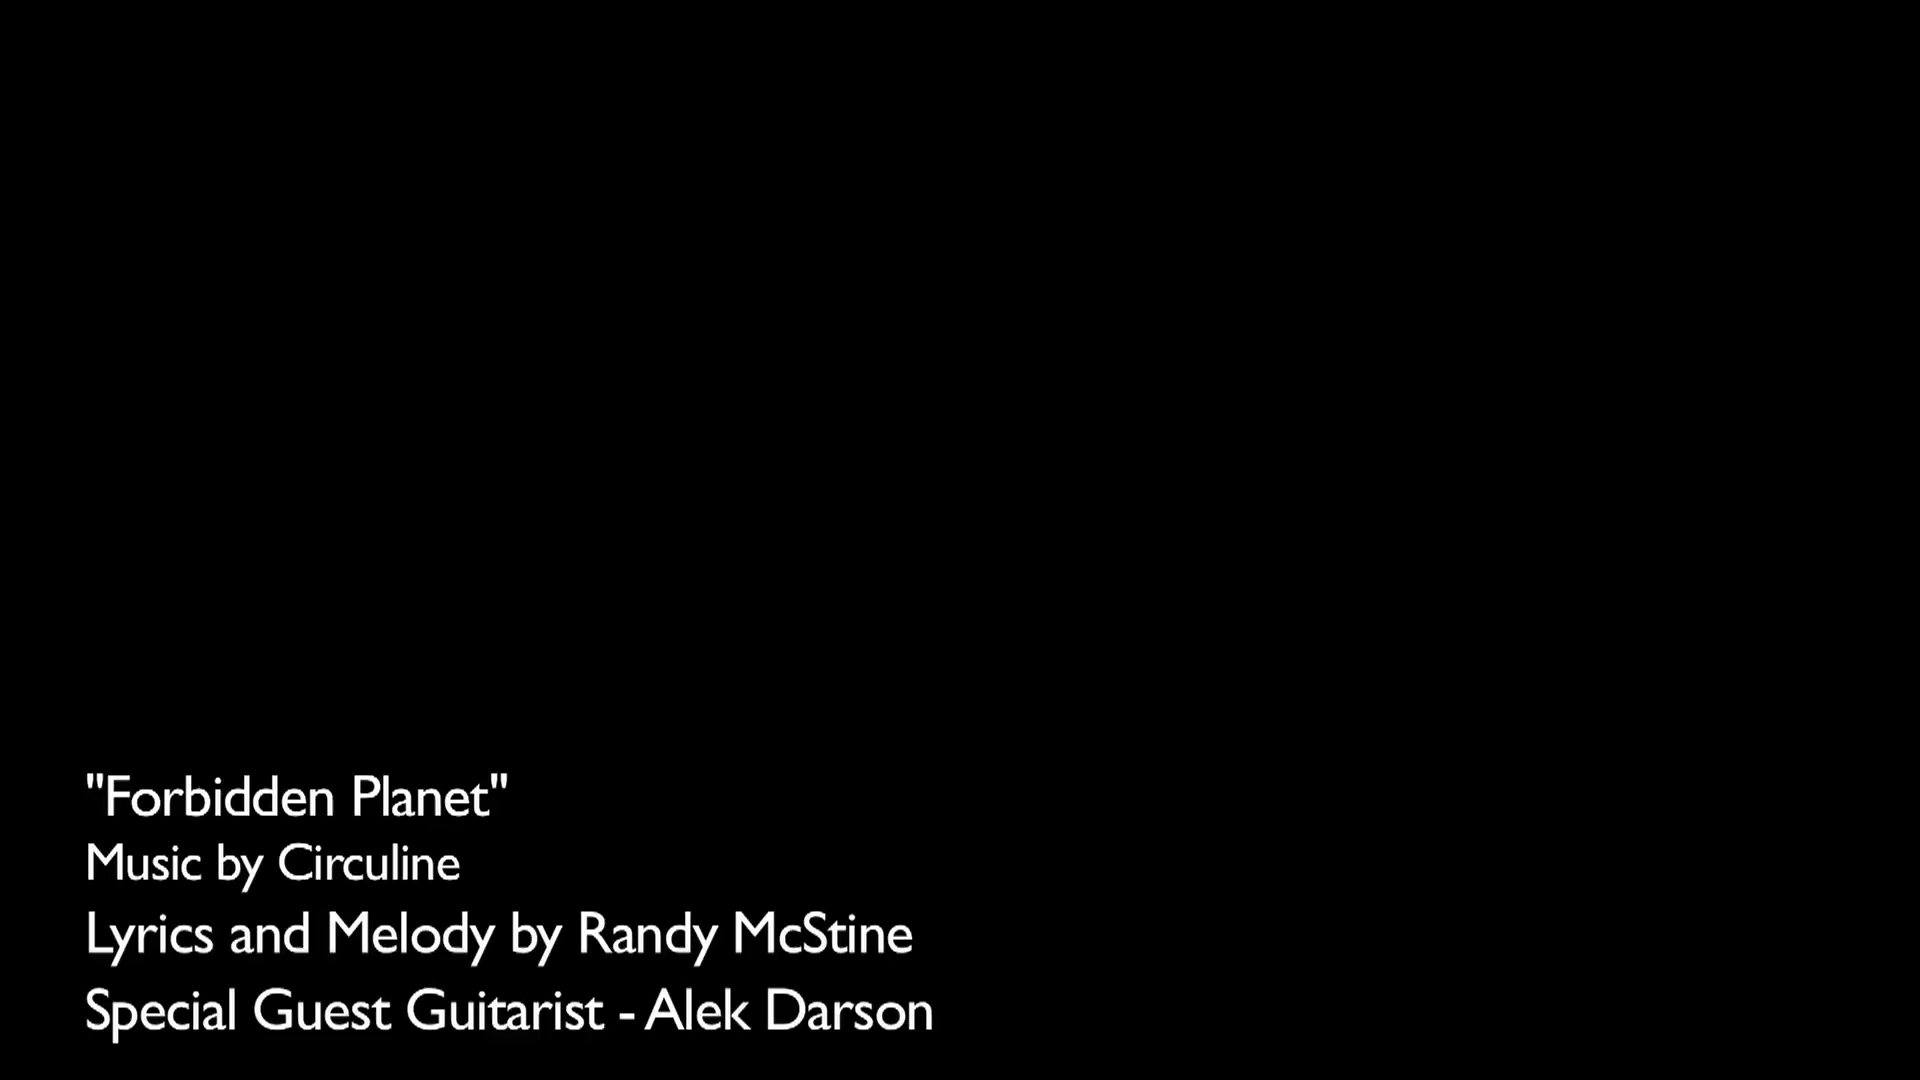 "Forbidden Planet"
Music by Circuline
Lyrics and Melody by Randy McStine
Special Guest Guitarist - Alek Darson